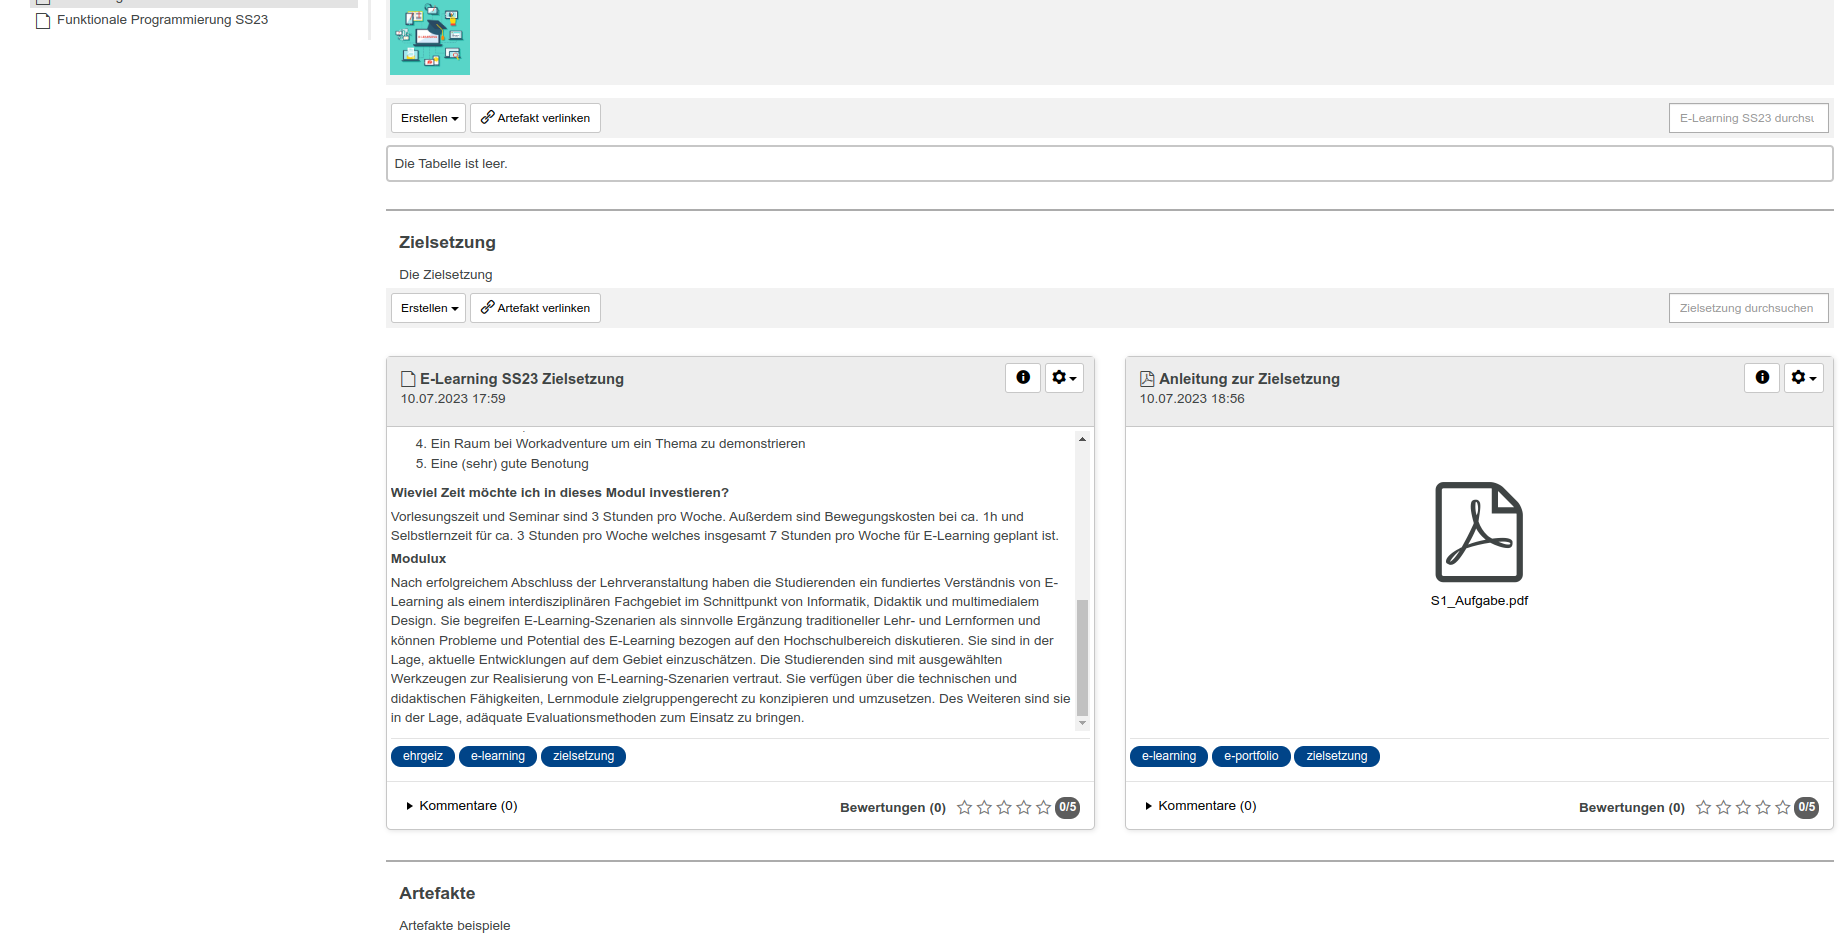 Funktionale Programmierung SS23
Erstellen
Artefakt verlinken
E-Learning SS23 durchsu
Die Tabelle ist leer.
Zielsetzung
Die Zielsetzung
Erstellen
Artefakt verlinken
Zielsetzung durchsuchen
E-Learning SS23 Zielsetzung
10.07.2023 17:59
4. Ein Raum bei Workadventure um ein Thema zu demonstrieren
5. Eine (sehr) gute Benotung
Wieviel Zeit möchte ich in dieses Modul investieren?
Vorlesungszeit und Seminar sind 3 Stunden pro Woche. Außerdem sind Bewegungskosten bei ca. 1h und
Selbstlernzeit für ca. 3 Stunden pro Woche welches insgesamt 7 Stunden pro Woche für E-Learning geplant ist.
Modulux
Nach erfolgreichem Abschluss der Lehrveranstaltung haben die Studierenden ein fundiertes Verständnis von E-
Learning als einem interdisziplinären Fachgebiet im Schnittpunkt von Informatik, Didaktik und multimedialem
Design. Sie begreifen E-Learning-Szenarien als sinnvolle Ergänzung traditioneller Lehr- und Lernformen und
können Probleme und Potential des E-Learning bezogen auf den Hochschulbereich diskutieren. Sie sind in der
Lage, aktuelle Entwicklungen auf dem Gebiet einzuschätzen. Die Studierenden sind mit ausgewählten
Werkzeugen zur Realisierung von E-Learning-Szenarien vertraut. Sie verfügen über die technischen und
didaktischen Fähigkeiten, Lernmodule zielgruppengerecht zu konzipieren und umzusetzen. Des Weiteren sind sie
in der Lage, adäquate Evaluationsmethoden zum Einsatz zu bringen.
ehrgeiz
e-learning
zielsetzung
Kommentare (0)
Bewertungen (0)
0/5
Anleitung zur Zielsetzung
10.07.2023 18:56
S1_Aufgabe.pdf
e-learning
e-portfolio
zielsetzung
Kommentare (0)
Bewertungen (0)
0/5
Artefakte
Artefakte beispiele